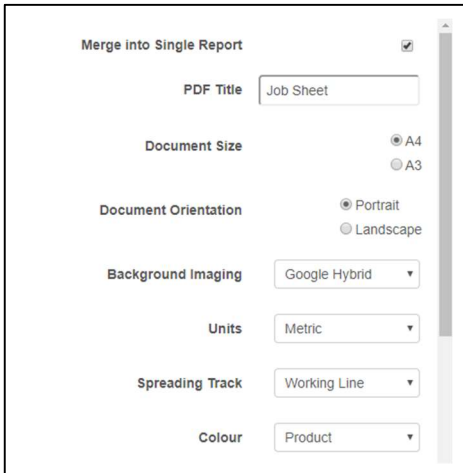 Merge into Single Report
PDF Title Job Sheet
Document Size A4
A3
Document Orientation Portrait
Landscape
Background Imaging Google Hybrid
Units Metric
Spreading Track Working Line
Colour Product